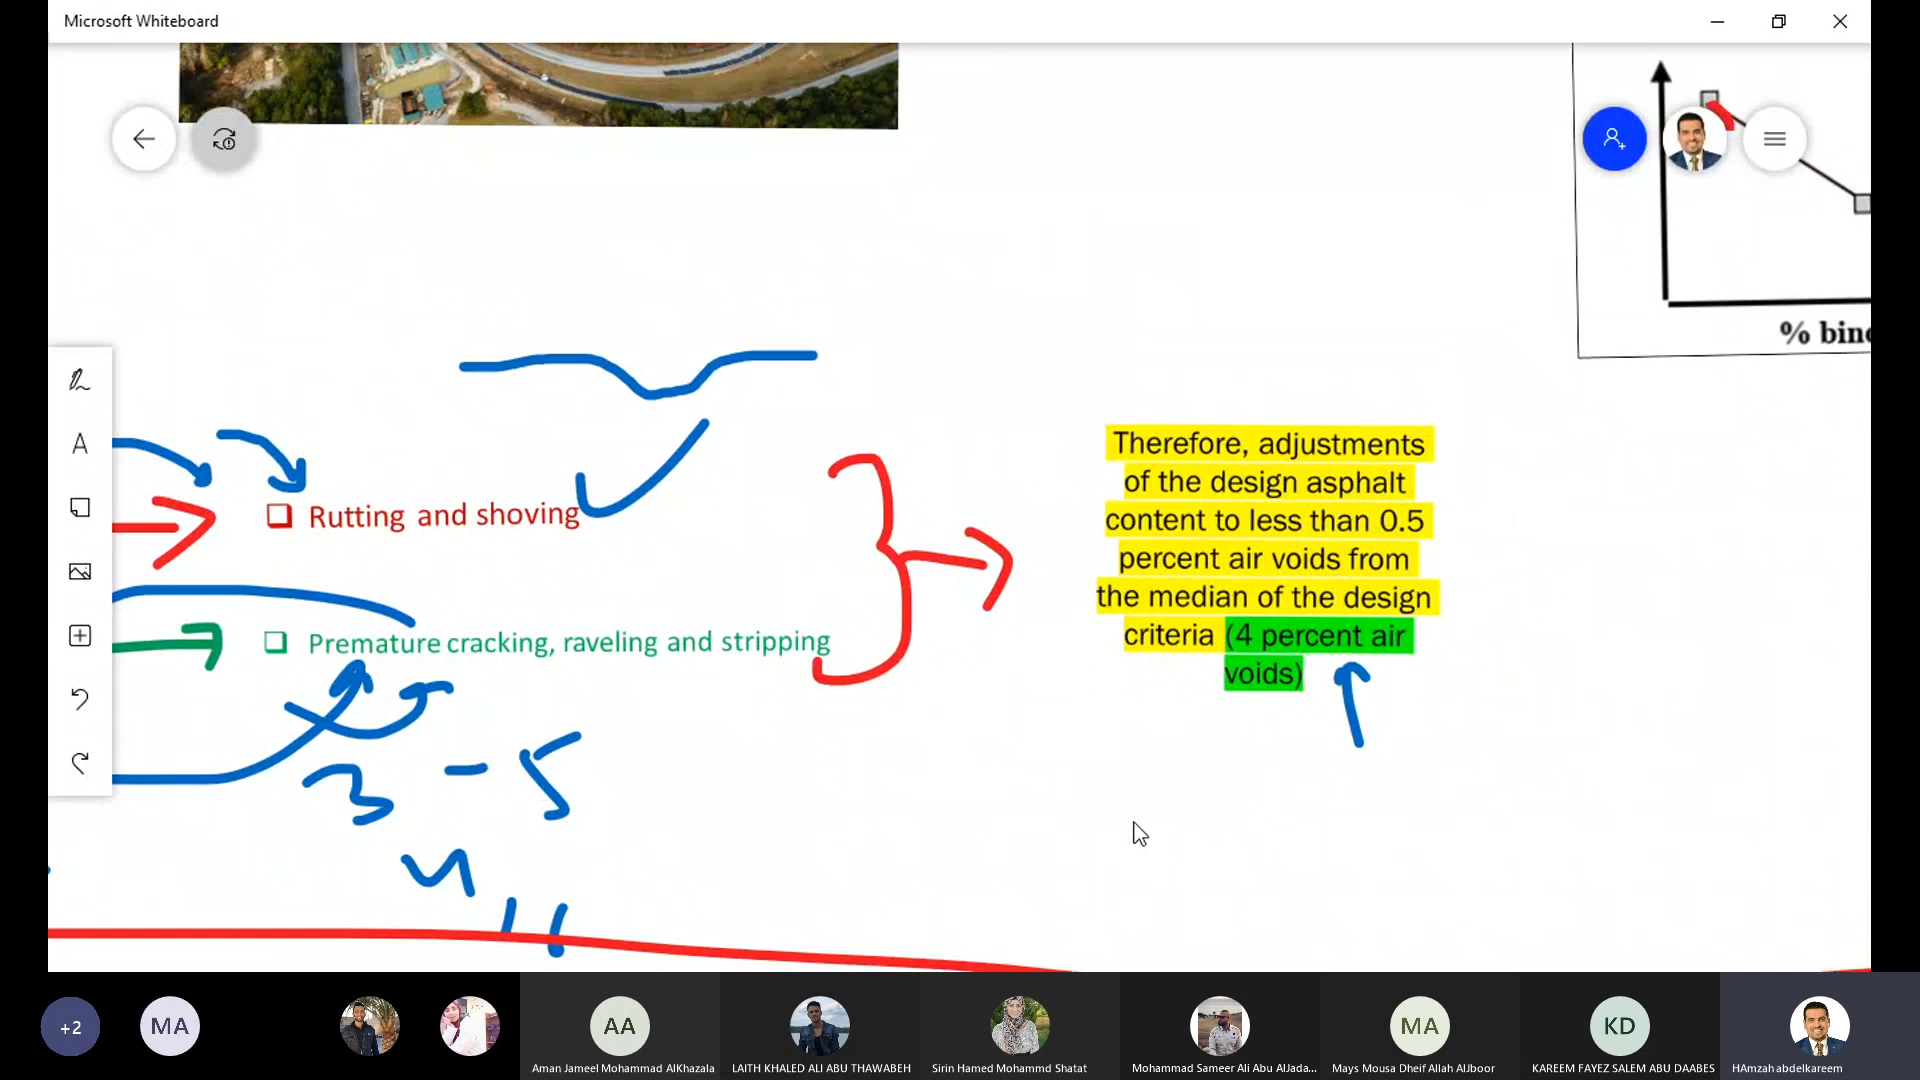 Microsoft Whiteboard
% bin
A
Rutting and shoving
Premature cracking, raveling and stripping
Therefore, adjustments
of the design asphalt
content to less than 0.5
percent air voids from
the median of the design
criteria (4 percent air
voids)
3 - 5
4
+2
MA
AA
MA
KD
Aman Jameel Mohammad AlKhazala
LAITH KHALED ALI ABU THAWABEH
Sirin Hamed Mohammd Shatat
Mohammad Sameer Ali Abu AlJada...
Mays Mousa Dheif Allah AlJboor
KAREEM FAYEZ SALEM ABU DAABES
HAmzah abdelkareem